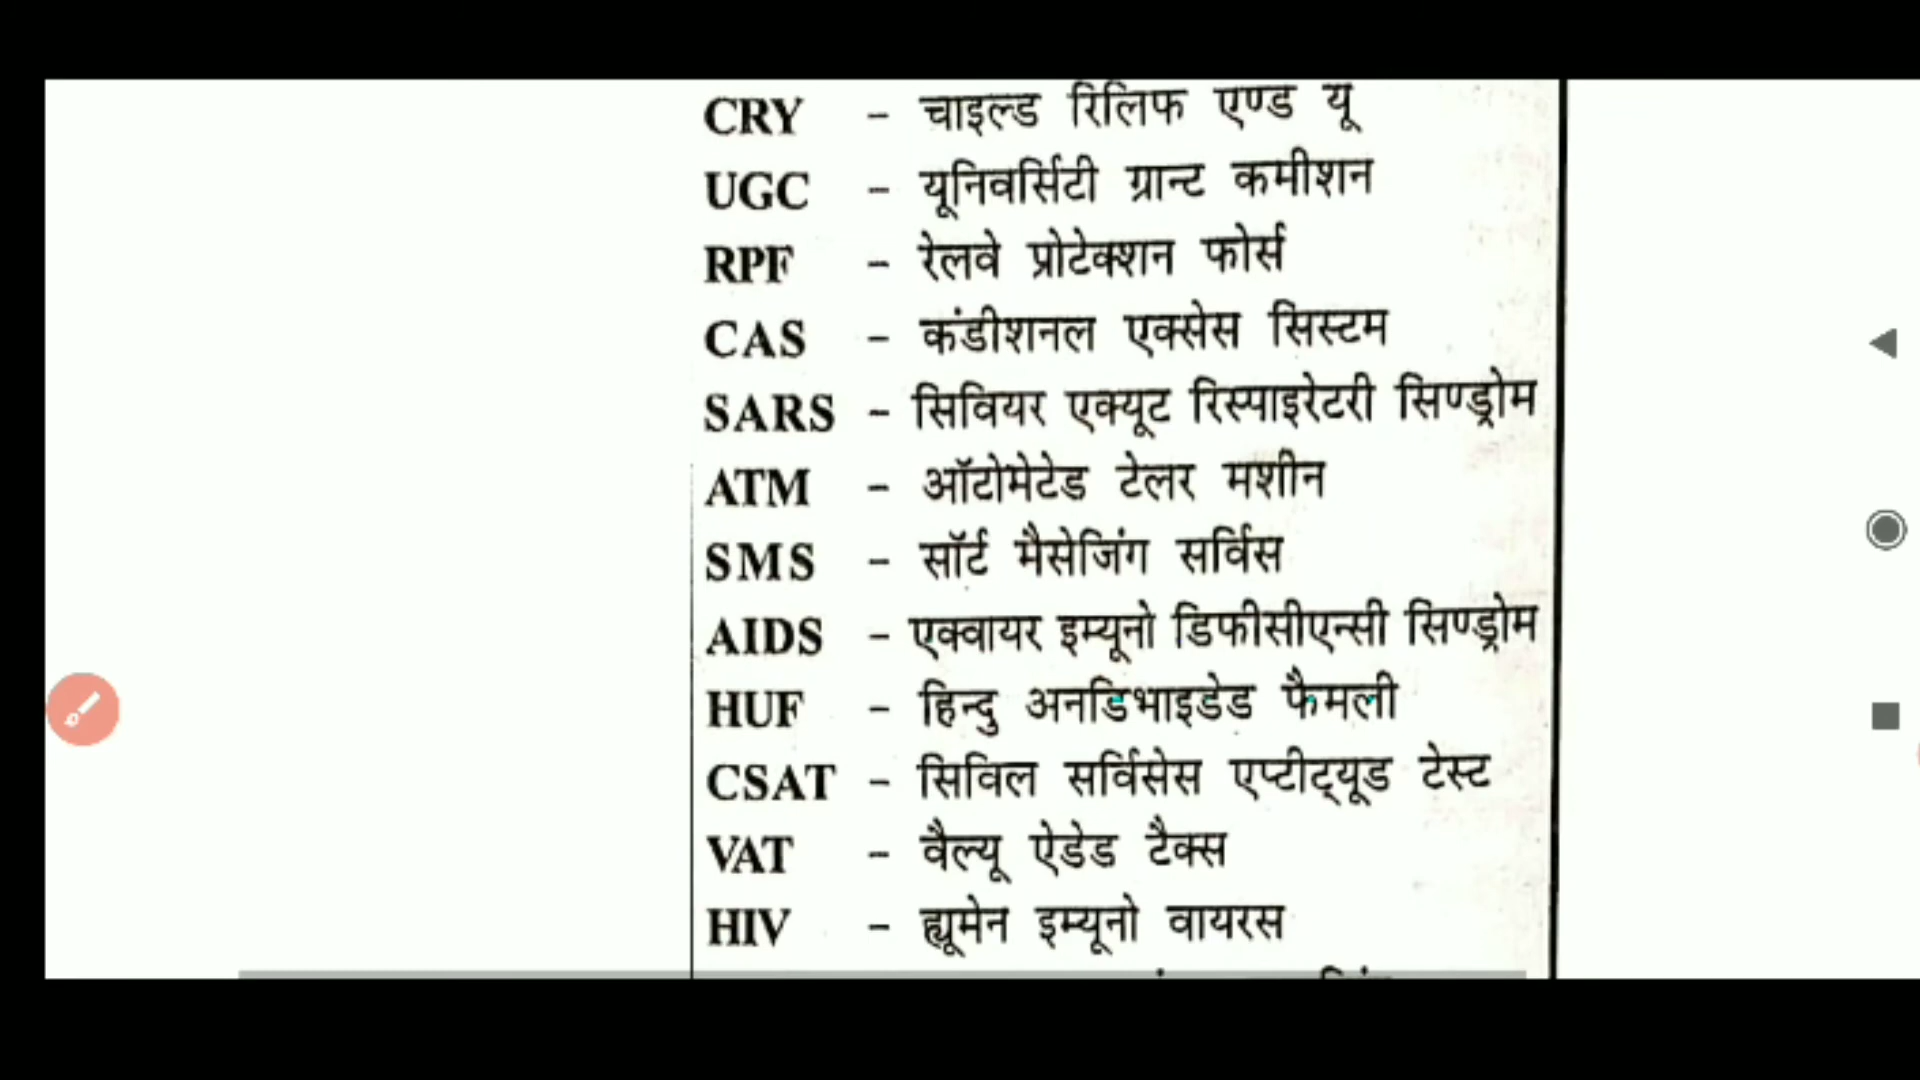 CRY - चाइल्ड रिलिफ एण्ड यू
UGC - यूनिवर्सिटी ग्रान्ट कमीशन
RPF - रेलवे प्रोटेक्शन फोर्स
CAS - कंडीशनल एक्सेस सिस्टम
SARS - सिवियर एक्यूट रिस्पाइरेटरी सिण्ड्रोम
ATM - ऑटोमेटेड टेलर मशीन
SMS - सॉर्ट मैसेजिंग सर्विस
AIDS - एक्वायर इम्यूनो डिफीसीएन्सी सिण्ड्रोम
HUF - हिन्दु अनडिभाइडेड फैमली
CSAT - सिविल सर्विसेस एप्टीट्यूड टेस्ट
VAT - वैल्यू ऐडेड टैक्स
HIV - ह्यूमेन इम्यूनो वायरस